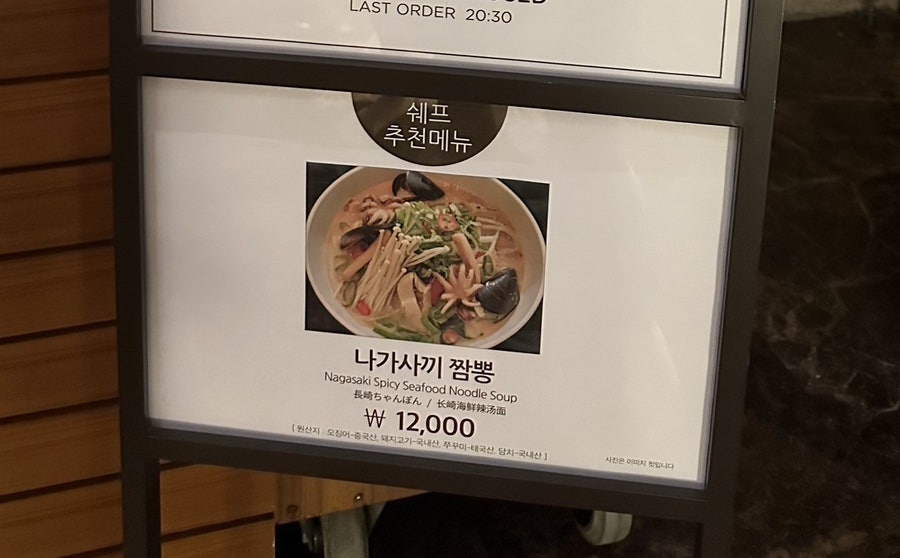 LAST ORDER 20:30
쉐프
추천메뉴
나가사끼 짬뽕
Nagasaki Spicy Seafood Noodle Soup
長崎ちゃんぽん / 长崎海鲜辣汤面
₩ 12,000
[ 원산지 : 오징어-중국산, 돼지고기-국내산, 쭈꾸미-태국산, 담치-국내산 ]
사진은 이미지 컷입니다